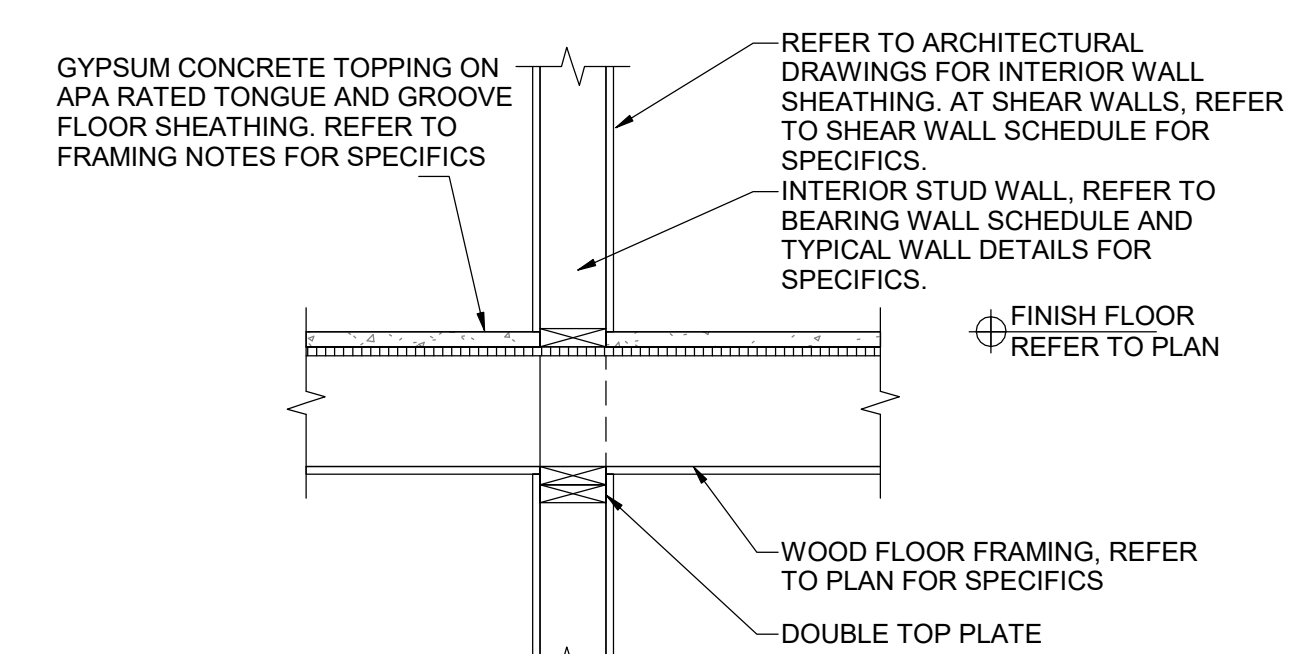 GYPSUM CONCRETE TOPPING ON
APA RATED TONGUE AND GROOVE
FLOOR SHEATHING. REFER TO
FRAMING NOTES FOR SPECIFICS
REFER TO ARCHITECTURAL
DRAWINGS FOR INTERIOR WALL
SHEATHING. AT SHEAR WALLS, REFER
TO SHEAR WALL SCHEDULE FOR
SPECIFICS.
INTERIOR STUD WALL, REFER TO
BEARING WALL SCHEDULE AND
TYPICAL WALL DETAILS FOR
SPECIFICS.
FINISH FLOOR
REFER TO PLAN
WOOD FLOOR FRAMING, REFER
TO PLAN FOR SPECIFICS
DOUBLE TOP PLATE